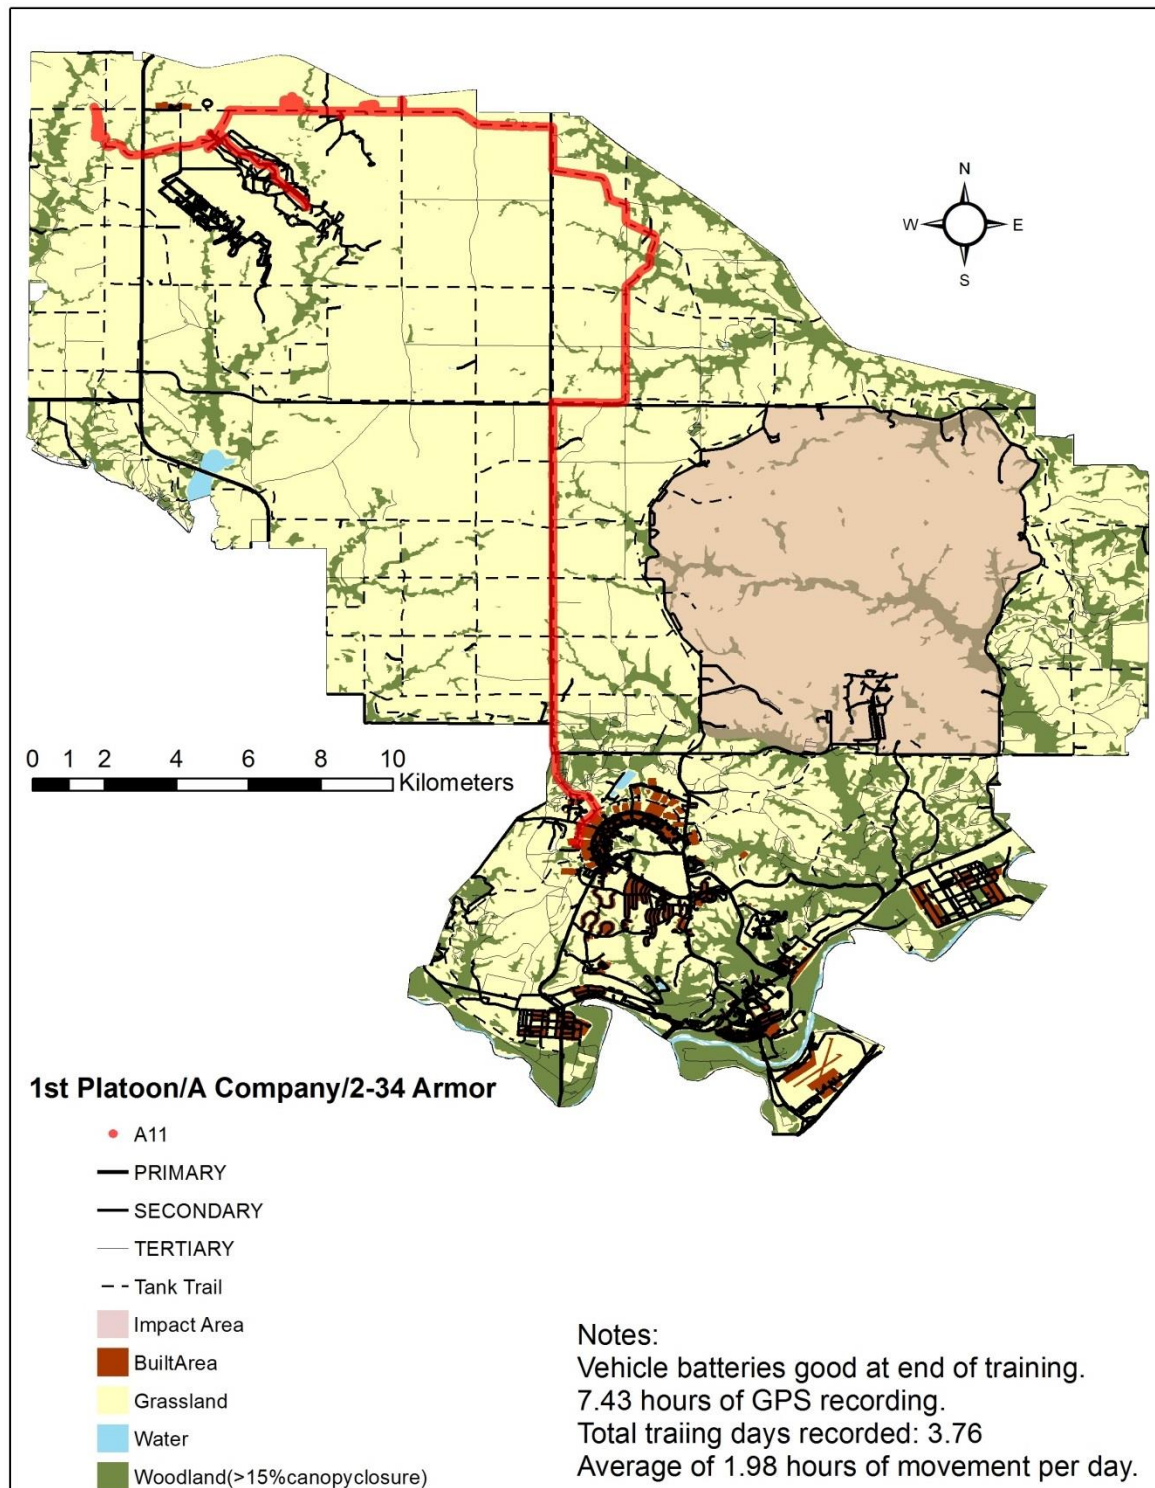 N
W E
S
0 1 2 4 6 8 10
Kilometers
1st Platoon/A Company/2-34 Armor
A11
PRIMARY
SECONDARY
TERTIARY
Tank Trail
Impact Area
BuiltArea
Grassland
Water
Woodland(>15%canopyclosure)
Notes:
Vehicle batteries good at end of training.
7.43 hours of GPS recording.
Total traiing days recorded: 3.76
Average of 1.98 hours of movement per day.